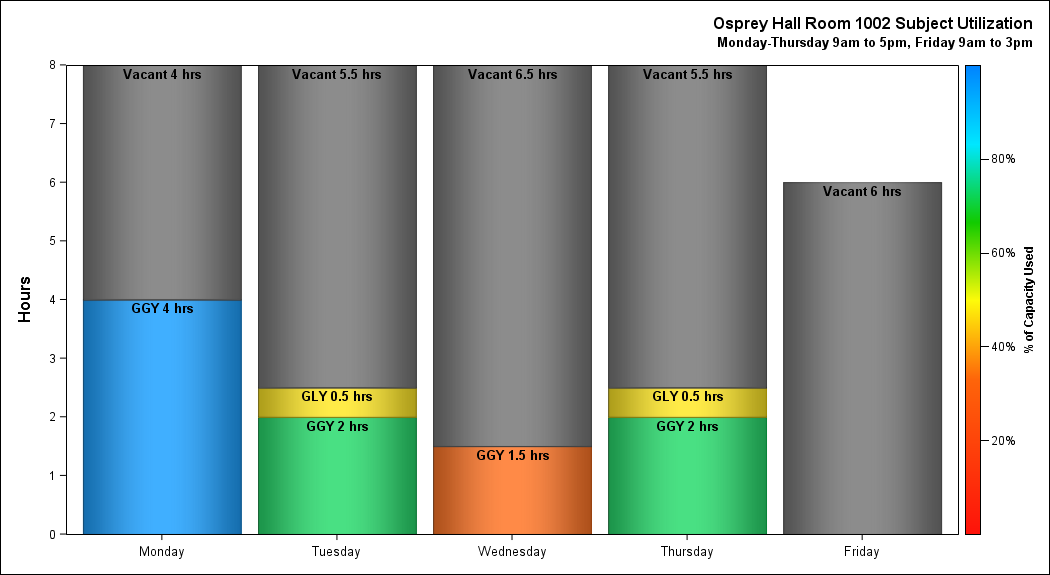 Osprey Hall Room 1002 Subject Utilization
Monday-Thursday 9am to 5pm, Friday 9am to 3pm
Hours
8
7
6
5
4
3
2
1
0
Vacant 4 hrs
GGY 4 hrs
Vacant 5.5 hrs
GLY 0.5 hrs
GGY 2 hrs
Vacant 6.5 hrs
GGY 1.5 hrs
Vacant 5.5 hrs
GLY 0.5 hrs
GGY 2 hrs
Vacant 6 hrs
Monday
Tuesday
Wednesday
Thursday
Friday
80%
60%
40%
20%
% of Capacity Used